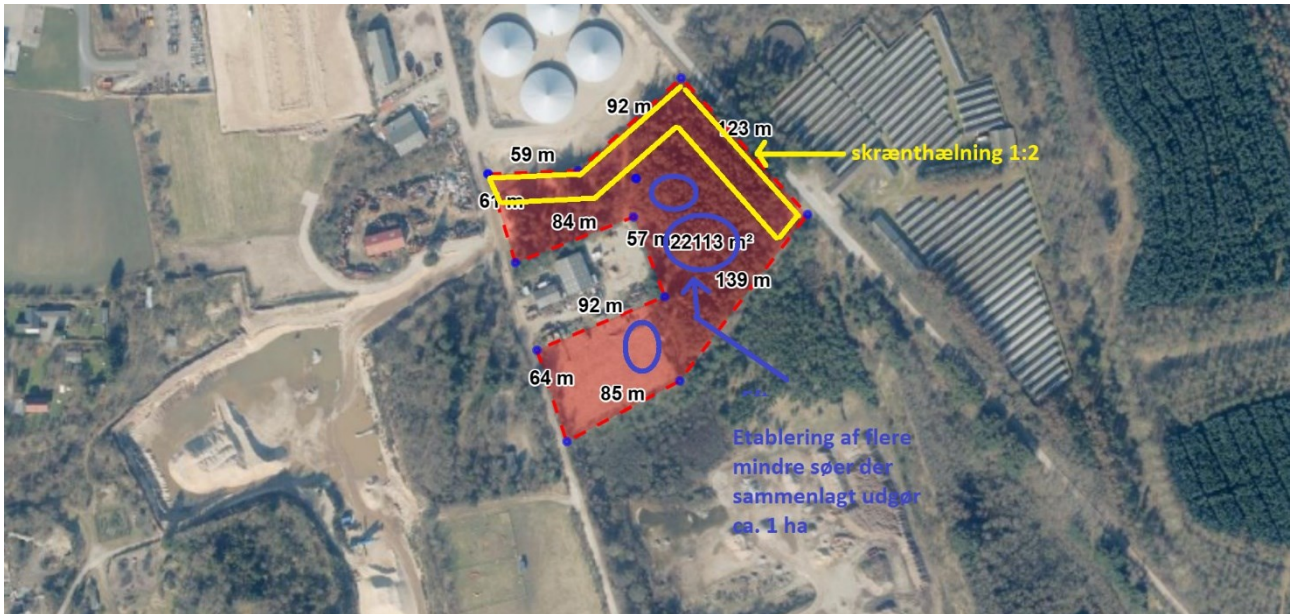 92 m
123 m
59 m
skrænthælning 1:2
61 m
84 m
57 m
22113 m²
139 m
92 m
64 m
85 m
Etablering af flere
mindre søer der
sammenlagt udgør
ca. 1 ha